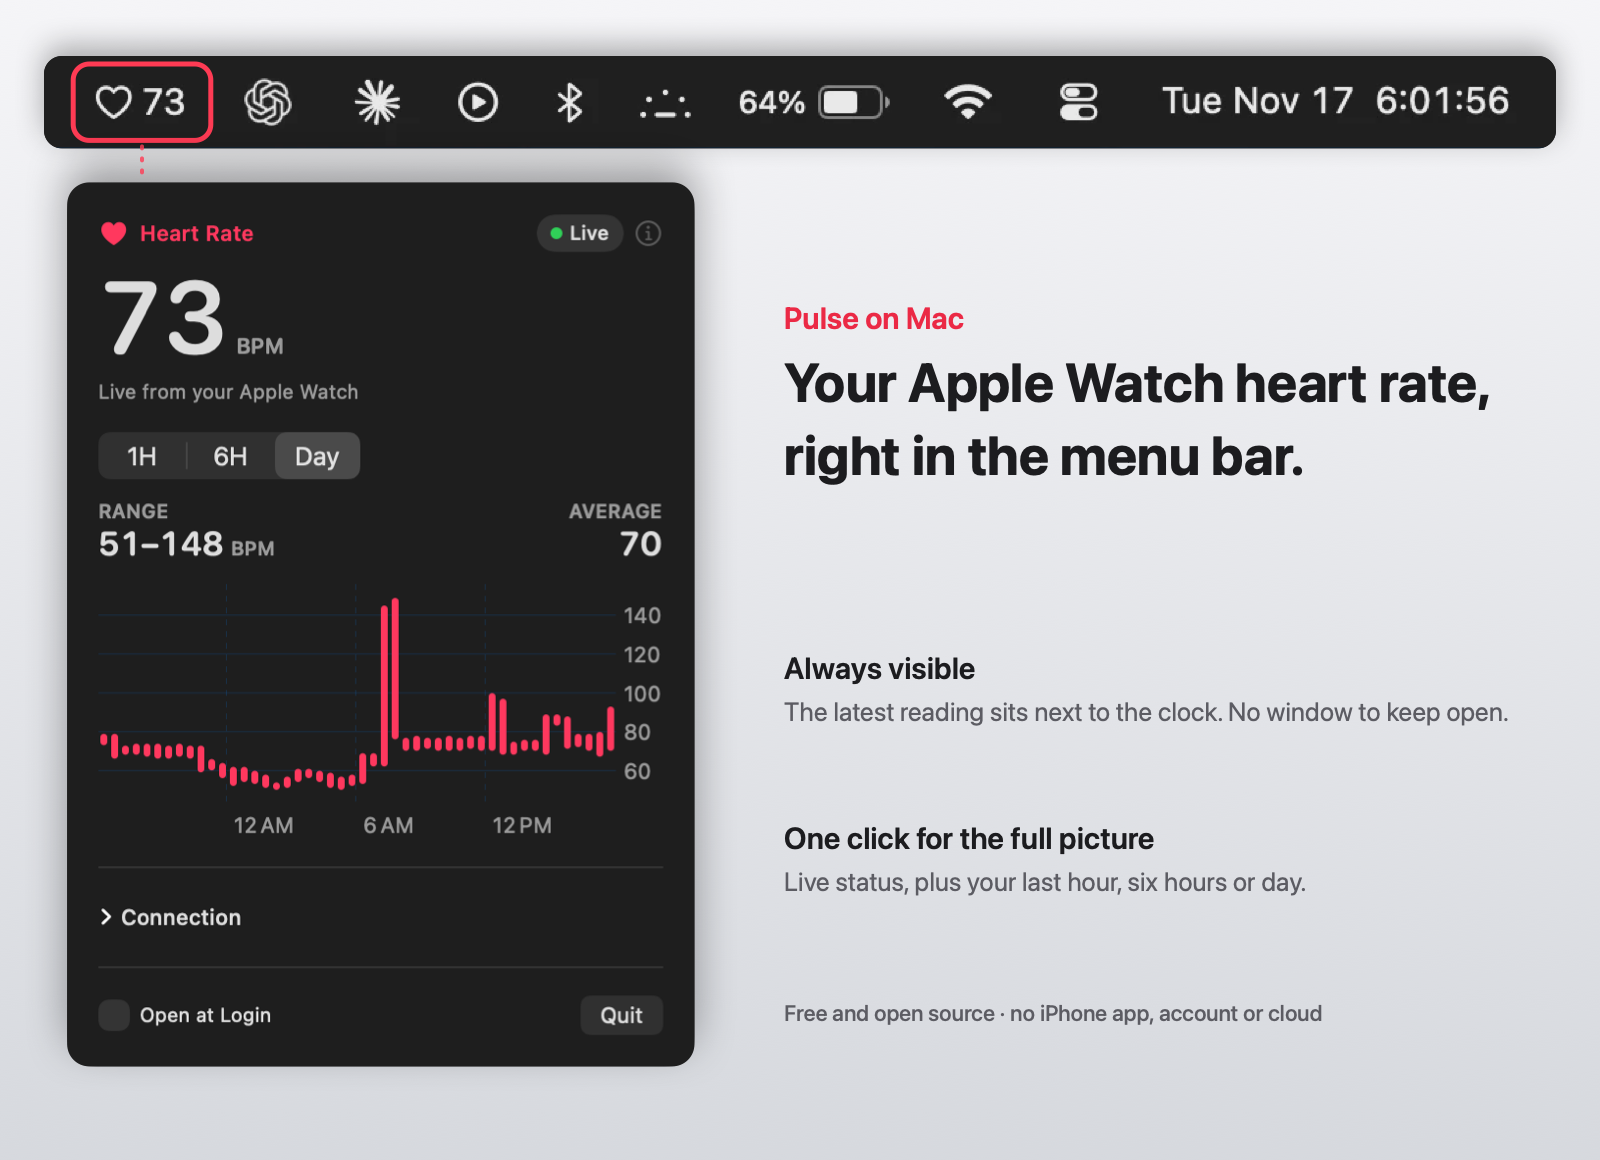 73
64%
Tue Nov 17 6:01:56
Heart Rate
Live
73 BPM
Live from your Apple Watch
1H 6H Day
RANGE AVERAGE
51–148 BPM 70
140
120
100
80
60
12 AM 6 AM 12 PM
Connection
Open at Login
Quit
Pulse on Mac
Your Apple Watch heart rate,
right in the menu bar.
Always visible
The latest reading sits next to the clock. No window to keep open.
One click for the full picture
Live status, plus your last hour, six hours or day.
Free and open source · no iPhone app, account or cloud